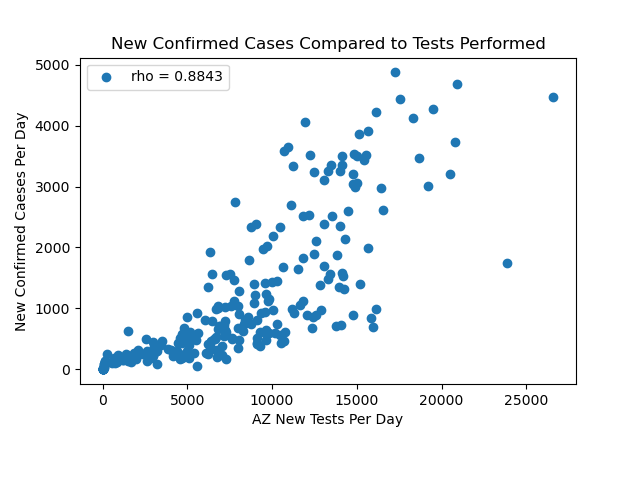 New Confirmed Cases Compared to Tests Performed
rho = 0.8843
5000
4000
3000
2000
1000
0
New Confirmed Caeses Per Day
0 5000 10000 15000 20000 25000
AZ New Tests Per Day